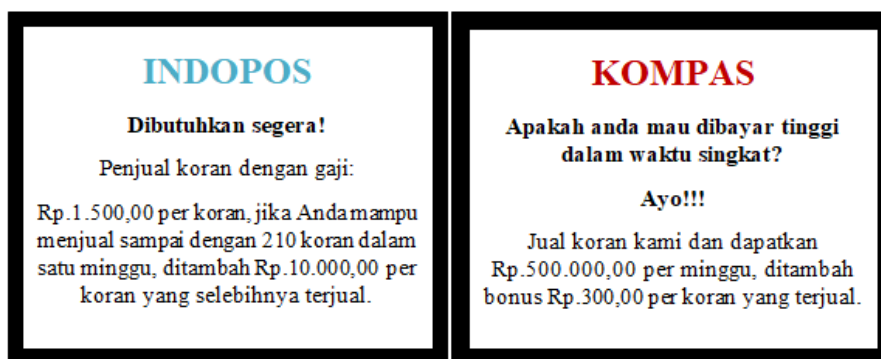 INDOPOS
Dibutuhkan segera!
Penjual koran dengan gaji:
Rp.1.500,00 per koran, jika Anda mampu
menjual sampai dengan 210 koran dalam
satu minggu, ditambah Rp.10.000,00 per
koran yang selebihnya terjual.
KOMPAS
Apakah anda mau dibayar tinggi
dalam waktu singkat?
Ayo!!!
Jual koran kami dan dapatkan
Rp.500.000,00 per minggu, ditambah
bonus Rp.300,00 per koran yang terjual.